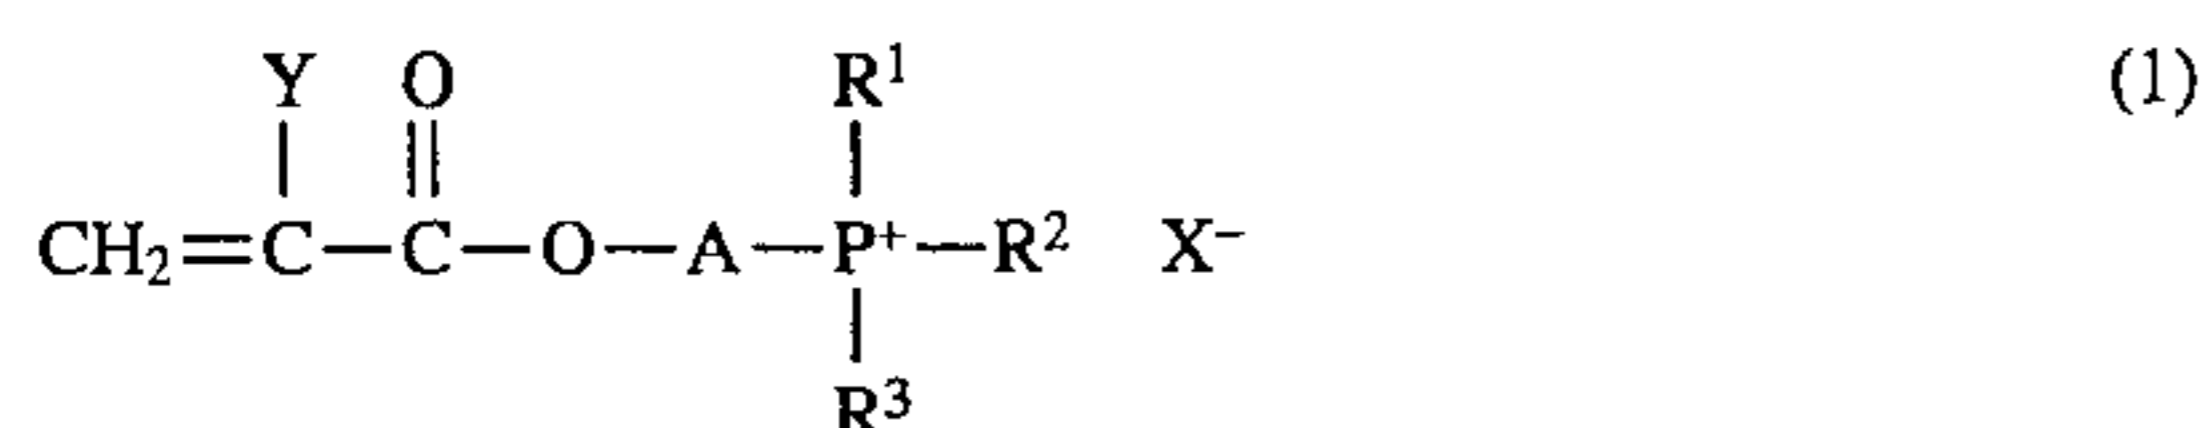 Y O R¹ (1)
CH₂=C—C—O—A—P⁺—R² X⁻
R³